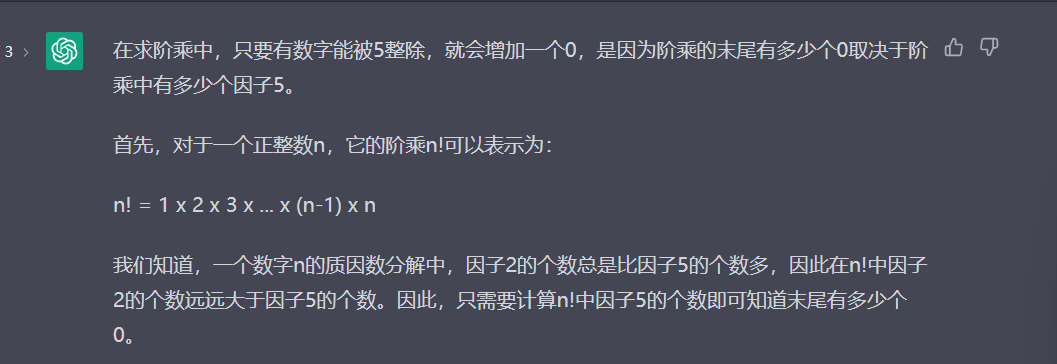 3 >
在求阶乘中，只要有数字能被5整除，就会增加一个0，是因为阶乘的末尾有多少个0取决于阶
乘中有多少个因子5。
首先，对于一个正整数n，它的阶乘n!可以表示为：
n! = 1 x 2 x 3 x ... x (n-1) x n
我们知道，一个数字n的质因数分解中，因子2的个数总是比因子5的个数多，因此在n!中因子
2的个数远远大于因子5的个数。因此，只需要计算n!中因子5的个数即可知道末尾有多少个
0。